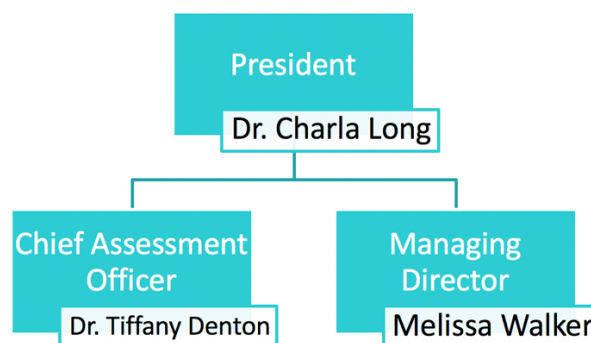 President
Dr. Charla Long
Chief Assessment
Officer
Dr. Tiffany Denton
Managing
Director
Melissa Walker